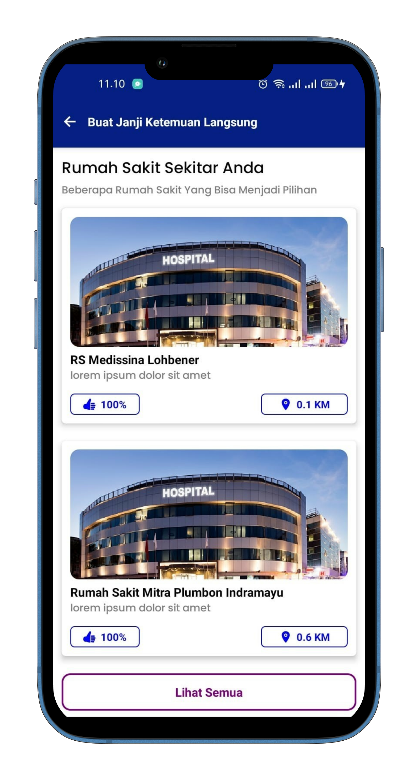 11.10
96
Buat Janji Ketemuan Langsung
Rumah Sakit Sekitar Anda
Beberapa Rumah Sakit Yang Bisa Menjadi Pilihan
HOSPITAL
RS Medissina Lohbener
lorem ipsum dolor sit amet
100% 0.1 KM
HOSPITAL
Rumah Sakit Mitra Plumbon Indramayu
lorem ipsum dolor sit amet
100% 0.6 KM
Lihat Semua